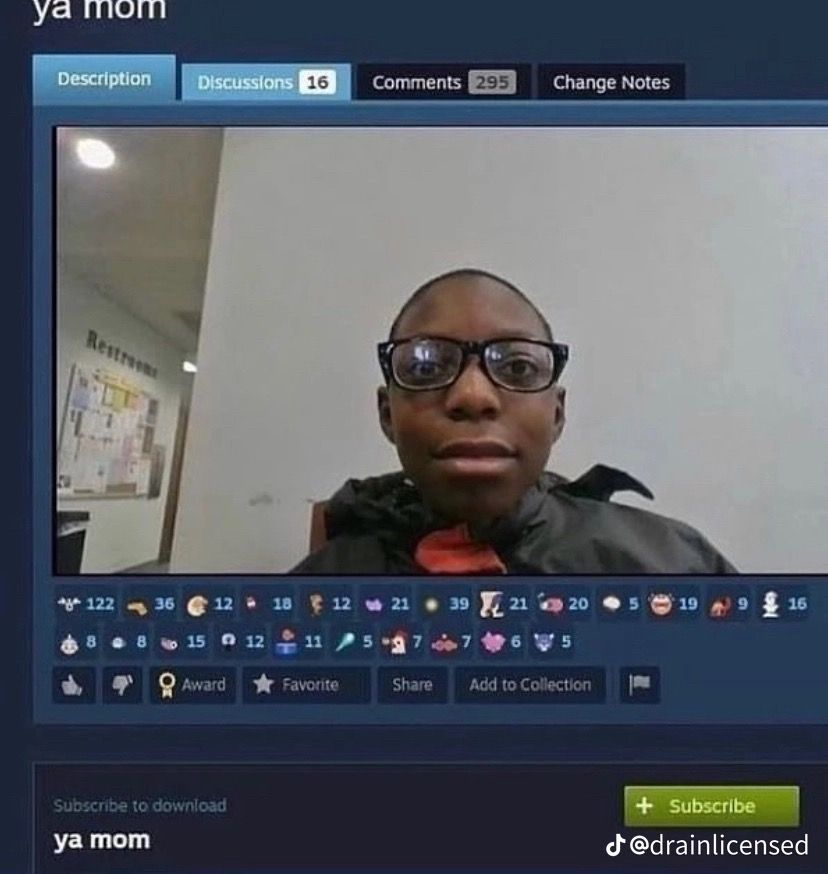 ya mom
Description Discussions 16 Comments 295 Change Notes
Restrooms
122 36 12 18 12 21 39 21 20 5 19 9 16
8 8 15 12 11 5 7 7 6 5
Award Favorite Share Add to Collection
Subscribe to download
+ Subscribe
ya mom
@drainlicensed